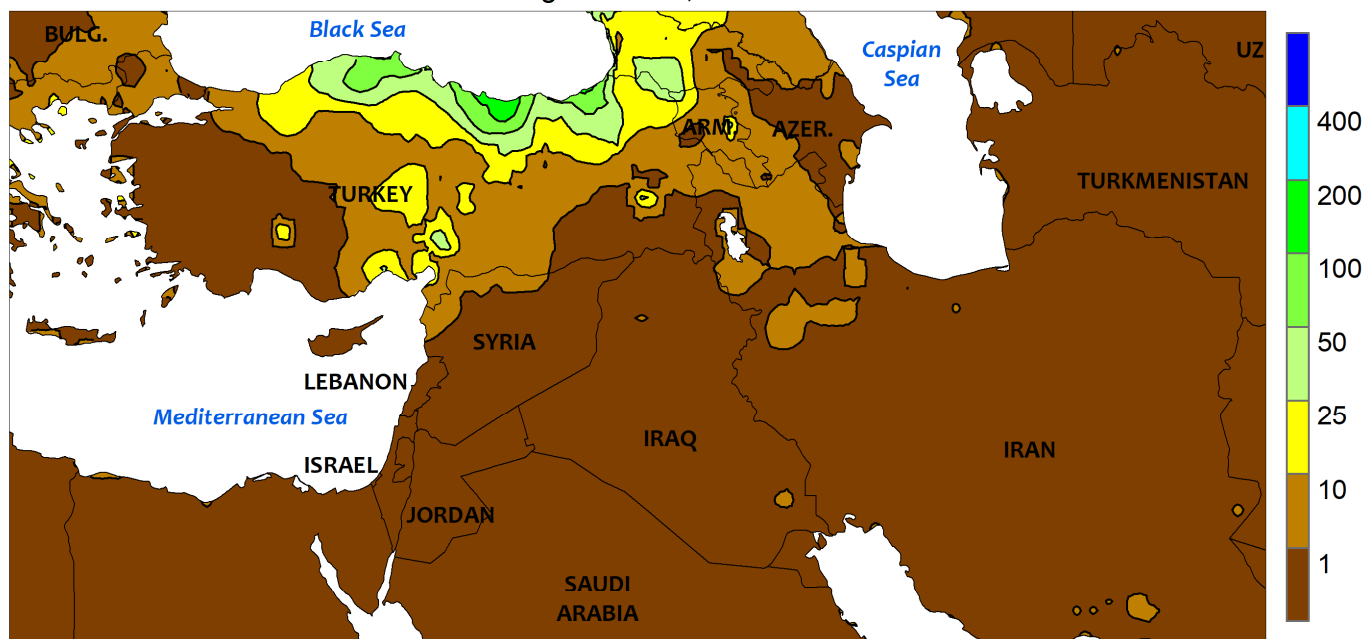 BULG.
Black Sea
Caspian
Sea
UZ
ARM.
AZER.
TURKEY
TURKMENISTAN
SYRIA
LEBANON
Mediterranean Sea
IRAQ
IRAN
ISRAEL
JORDAN
SAUDI
ARABIA
400
200
100
50
25
10
1